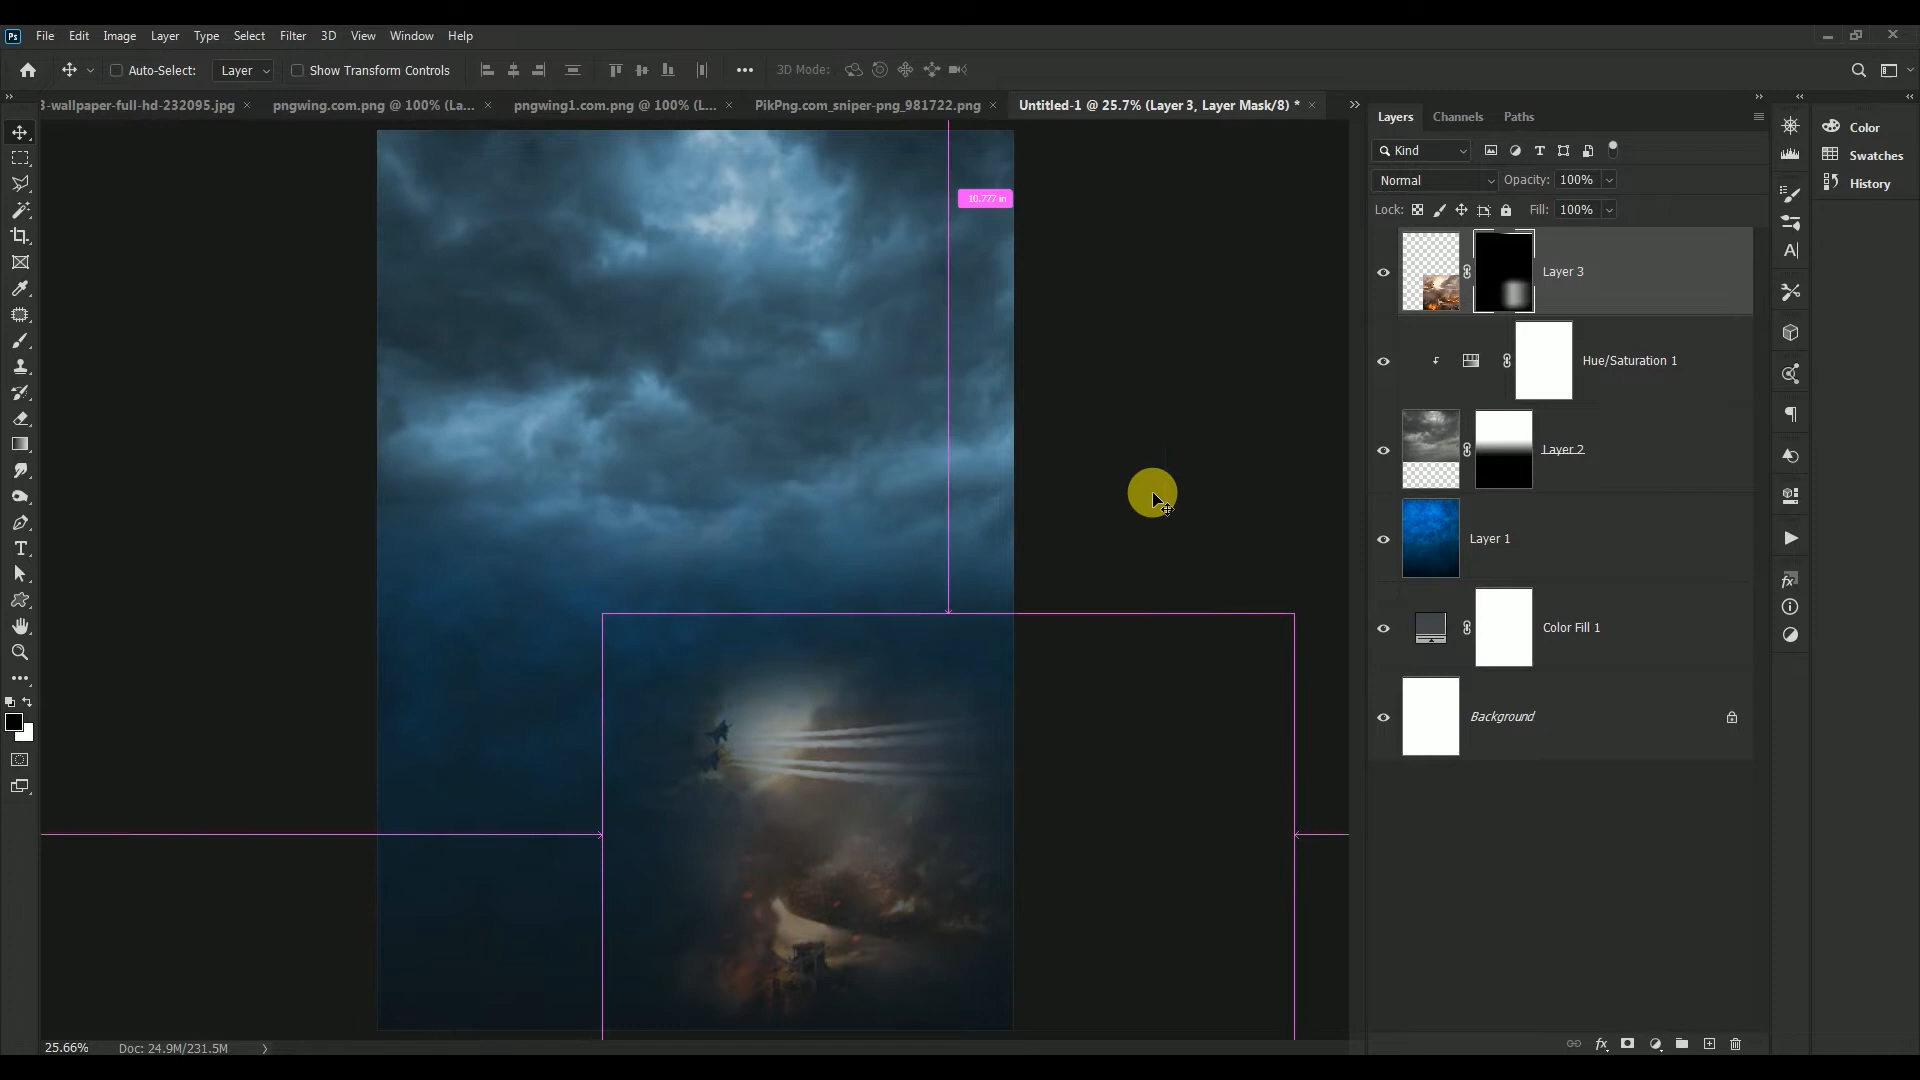 Ps File Edit Image Layer Type Select Filter 3D View Window Help
Auto-Select: Layer Show Transform Controls 3D Mode:
3-wallpaper-full-hd-232095.jpg pngwing.com.png @ 100% (La... pngwing1.com.png @ 100% (L... PikPng.com_sniper-png_981722.png Untitled-1 @ 25.7% (Layer 3, Layer Mask/8) *
10.777 in
Layers Channels Paths
Kind
Normal Opacity: 100%
Lock: Fill: 100%
Layer 3
Hue/Saturation 1
Layer 2
Layer 1
Color Fill 1
Background
Color
Swatches
History
25.66% Doc: 24.9M/231.5M